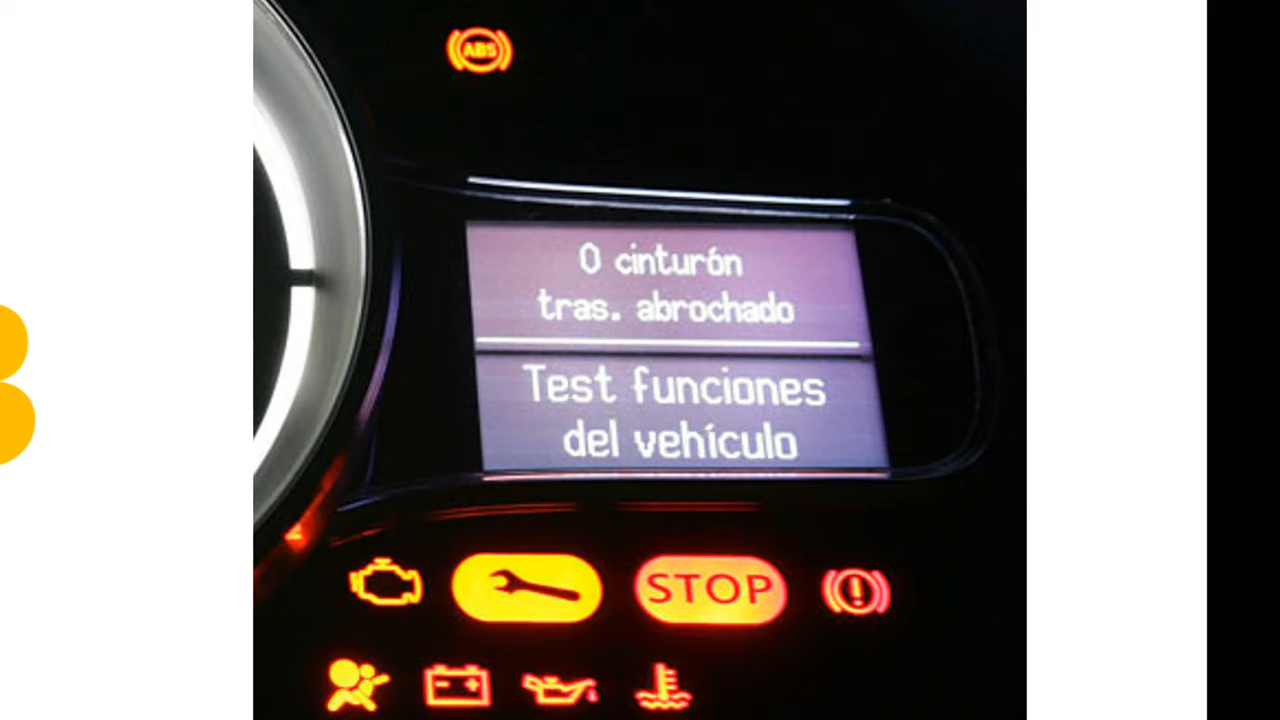 ABS
0 cinturón
tras. abrochado
Test funciones
del vehículo
STOP